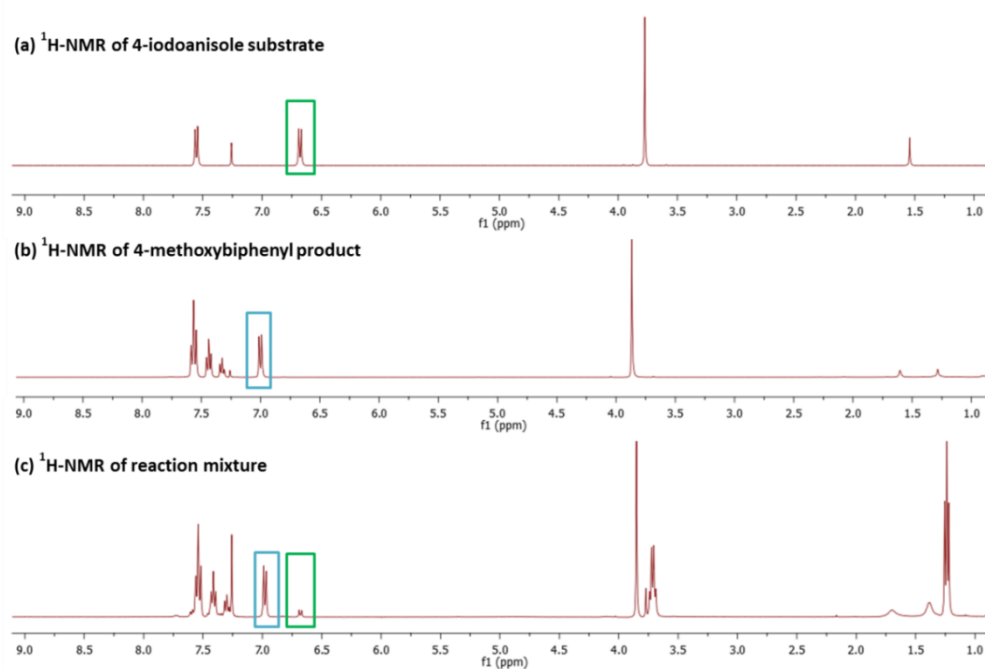 (a) ¹H-NMR of 4-iodoanisole substrate
9.0 8.5 8.0 7.5 7.0 6.5 6.0 5.5 5.0 4.5 4.0 3.5 3.0 2.5 2.0 1.5 1.0
f1 (ppm)
(b) ¹H-NMR of 4-methoxybiphenyl product
9.0 8.5 8.0 7.5 7.0 6.5 6.0 5.5 5.0 4.5 4.0 3.5 3.0 2.5 2.0 1.5 1.0
f1 (ppm)
(c) ¹H-NMR of reaction mixture
9.0 8.5 8.0 7.5 7.0 6.5 6.0 5.5 5.0 4.5 4.0 3.5 3.0 2.5 2.0 1.5 1.0
f1 (ppm)